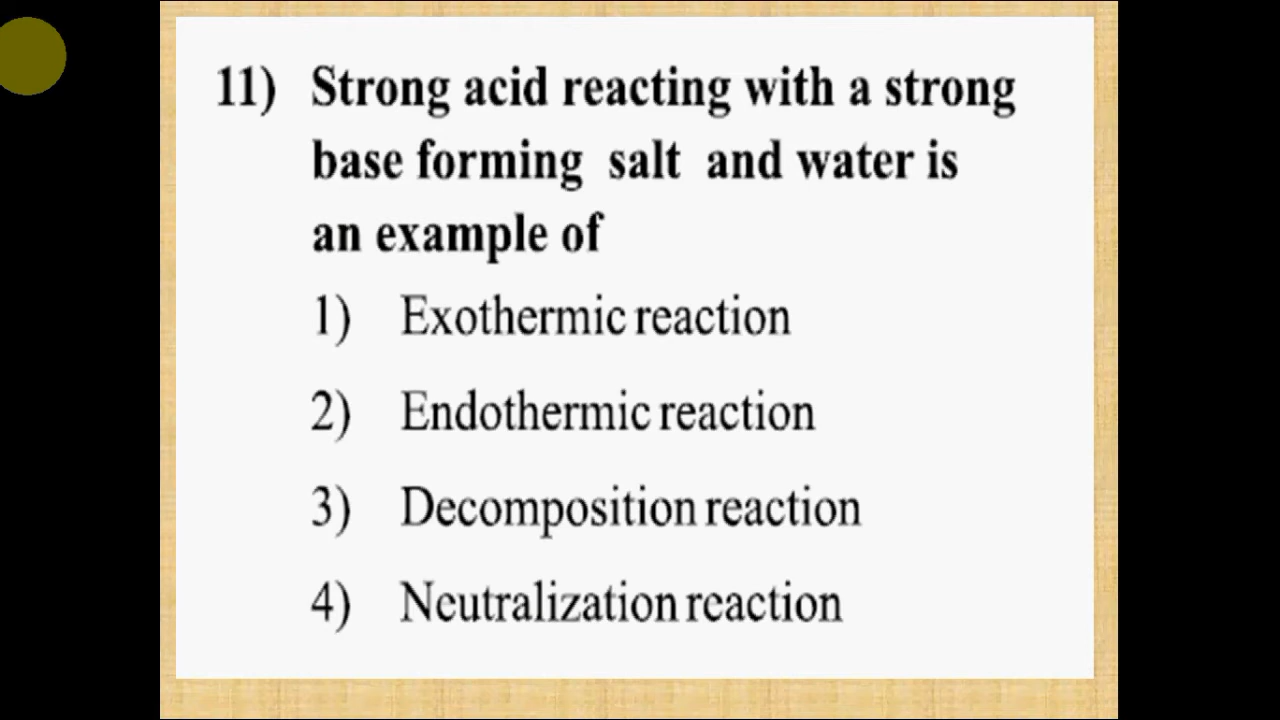 11) Strong acid reacting with a strong
base forming salt and water is
an example of
1) Exothermic reaction
2) Endothermic reaction
3) Decomposition reaction
4) Neutralization reaction